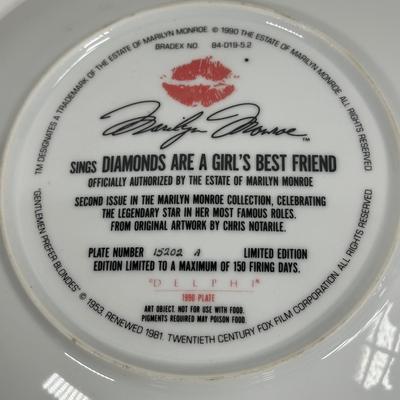 TM DESIGNATES A TRADEMARK OF THE ESTATE OF MARILYN MONROE
© 1990 THE ESTATE OF MARILYN MONROE. ALL RIGHTS RESERVED
BRADEX NO. 84-D19-5.2
Marilyn Monroe™
SINGS DIAMONDS ARE A GIRL'S BEST FRIEND
OFFICIALLY AUTHORIZED BY THE ESTATE OF MARILYN MONROE
SECOND ISSUE IN THE MARILYN MONROE COLLECTION, CELEBRATING
THE LEGENDARY STAR IN HER MOST FAMOUS ROLES.
FROM ORIGINAL ARTWORK BY CHRIS NOTARILE.
PLATE NUMBER 15202 A LIMITED EDITION
EDITION LIMITED TO A MAXIMUM OF 150 FIRING DAYS.
DELPHI
1990 PLATE
ART OBJECT. NOT FOR USE WITH FOOD.
PIGMENTS REQUIRED MAY POISON FOOD.
"GENTLEMEN PREFER BLONDES" © 1953, RENEWED 1981. TWENTIETH CENTURY FOX FILM CORPORATION. ALL RIGHTS RESERVED